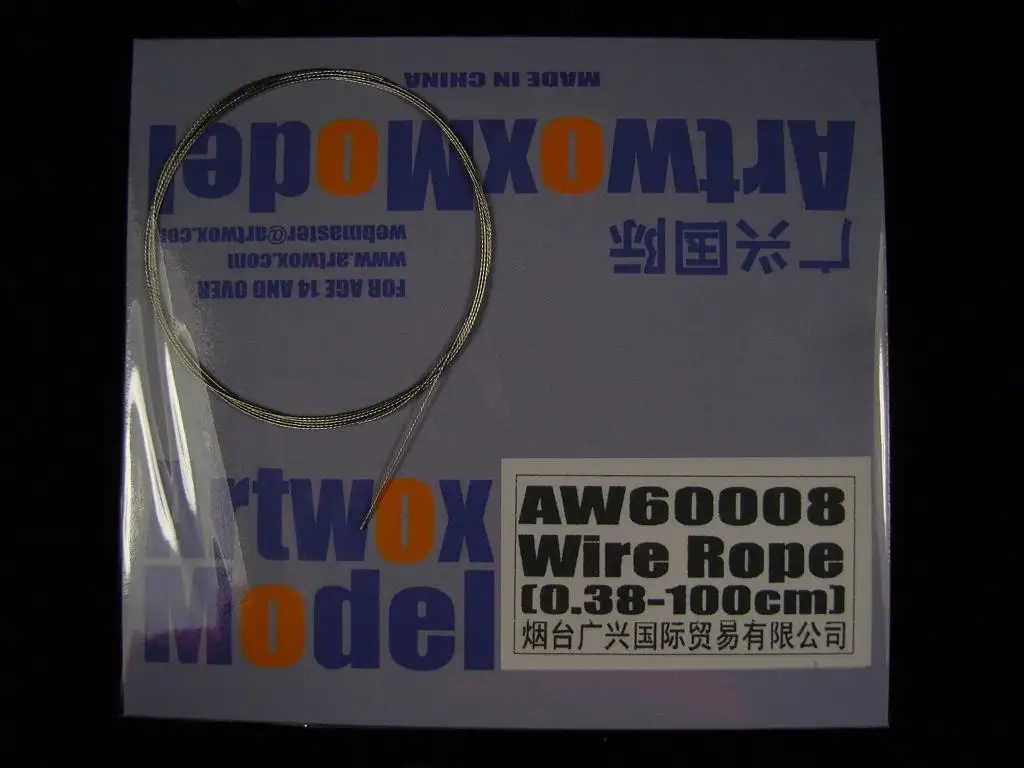 MADE IN CHINA
ArtwoxModel
广兴国际
webmaster@artwox.com
www.artwox.com
FOR AGE 14 AND OVER
Artwox
Model
AW60008
Wire Rope
(0.38-100cm)
烟台广兴国际贸易有限公司